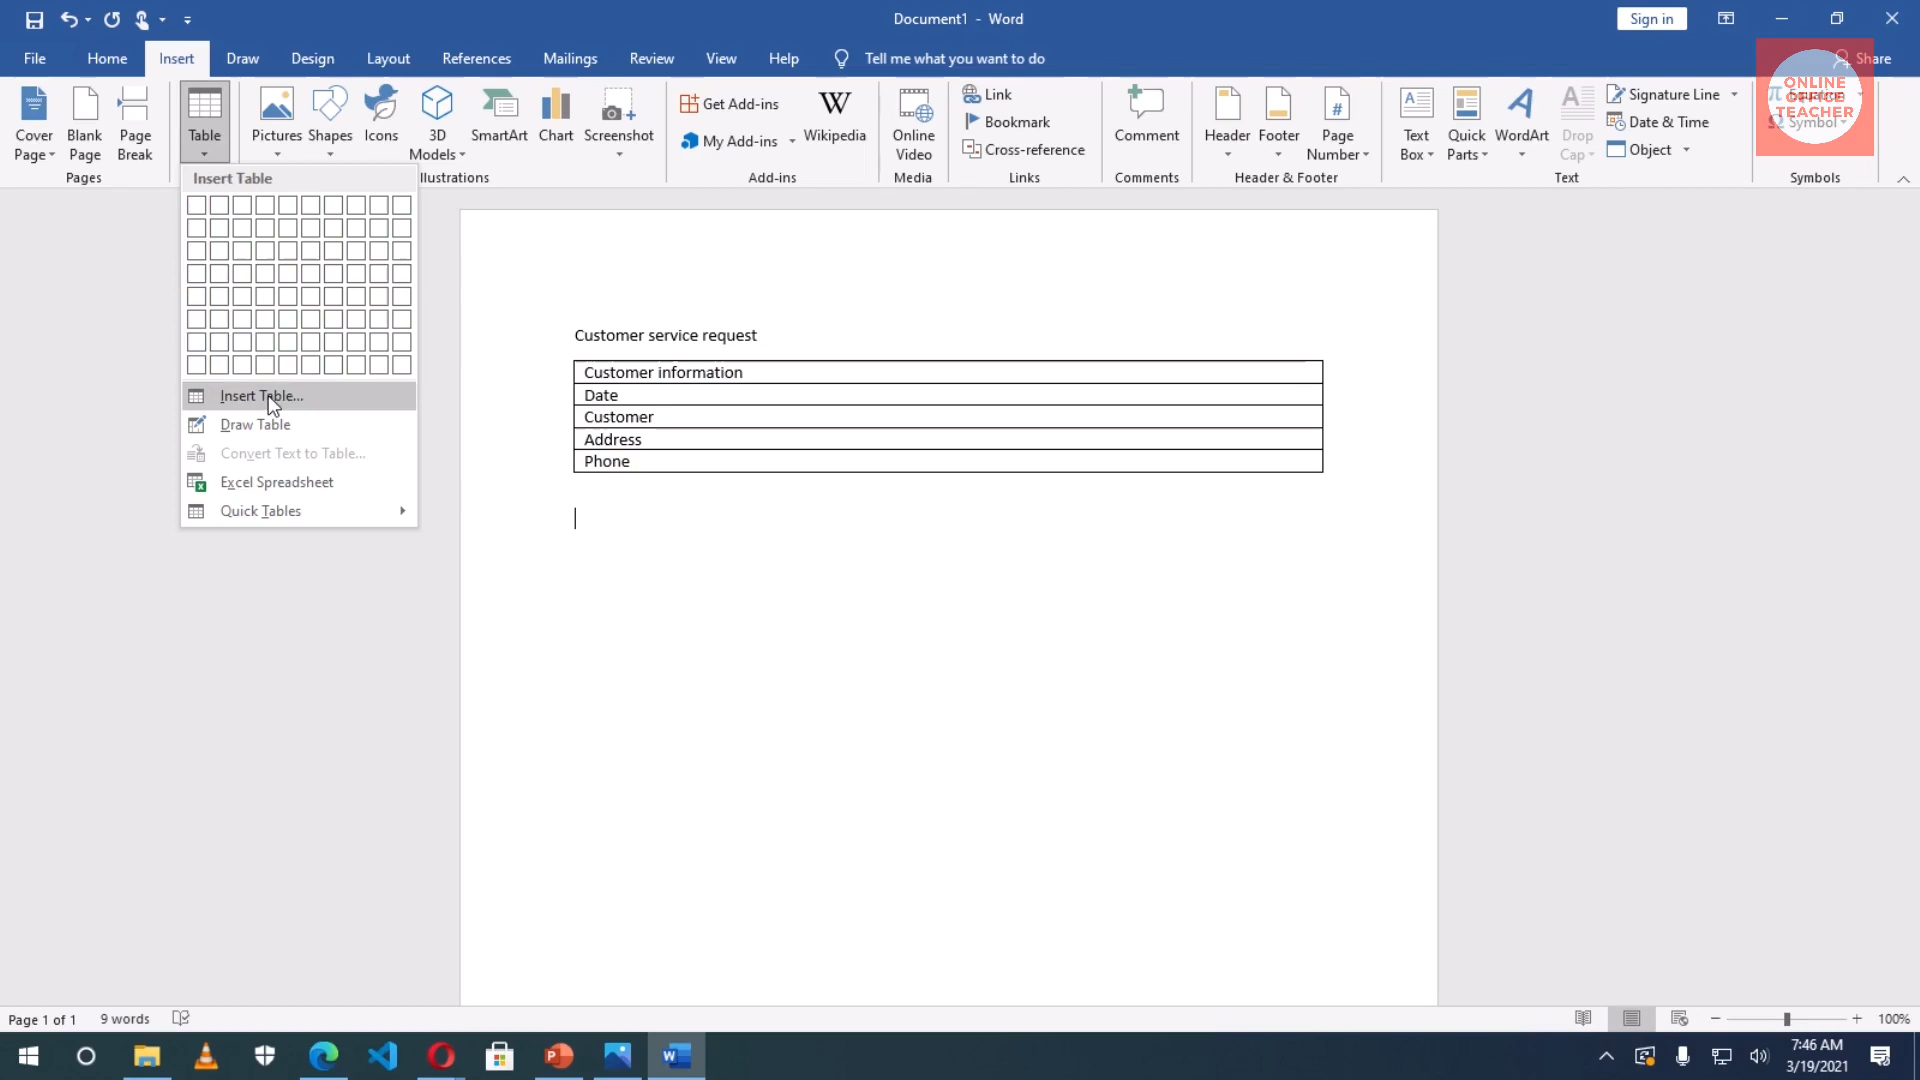 Document1 - Word
Sign in
File Home Insert Draw Design Layout References Mailings Review View Help Tell me what you want to do
Share
Cover Page
Blank Page
Page Break
Pages
Table
Pictures
Shapes
Icons
3D Models
SmartArt
Chart
Screenshot
llustrations
Get Add-ins
My Add-ins
W
Wikipedia
Add-ins
Online Video
Media
Link
Bookmark
Cross-reference
Links
Comment
Comments
Header
Footer
#
Page Number
Header & Footer
A
Text Box
Quick Parts
A
WordArt
A
Drop Cap
Signature Line
Date & Time
Object
Text
π
Ω Symbol
Symbols
ONLINE
OFFICE
TEACHER
Insert Table
Insert Table...
Draw Table
Convert Text to Table...
Excel Spreadsheet
Quick Tables
Customer service request
Customer information
Date
Customer
Address
Phone
Page 1 of 1 9 words
100%
7:46 AM
3/19/2021